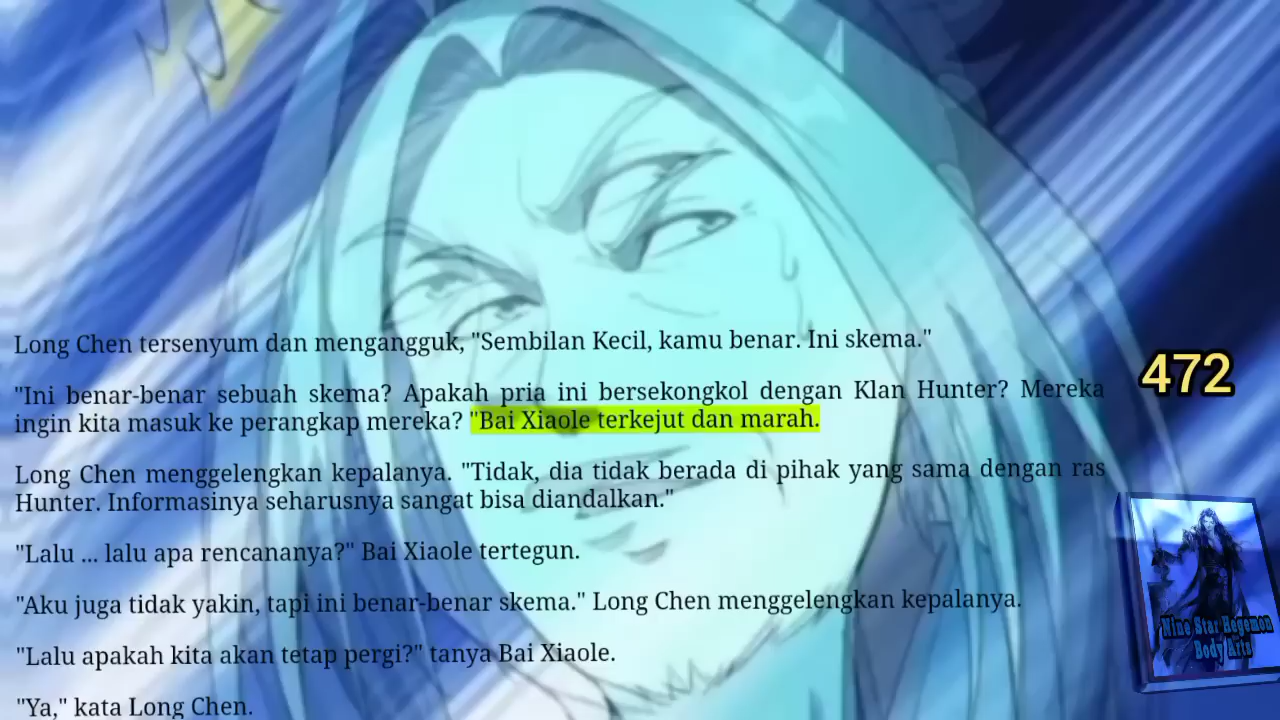 Long Chen tersenyum dan mengangguk, "Sembilan Kecil, kamu benar. Ini skema."
"Ini benar-benar sebuah skema? Apakah pria ini bersekongkol dengan Klan Hunter? Mereka
ingin kita masuk ke perangkap mereka? "Bai Xiaole terkejut dan marah.
472
Long Chen menggelengkan kepalanya. "Tidak, dia tidak berada di pihak yang sama dengan ras
Hunter. Informasinya seharusnya sangat bisa diandalkan."
"Lalu ... lalu apa rencananya?" Bai Xiaole tertegun.
"Aku juga tidak yakin, tapi ini benar-benar skema." Long Chen menggelengkan kepalanya.
"Lalu apakah kita akan tetap pergi?" tanya Bai Xiaole.
"Ya," kata Long Chen.
Nine Star Hegemon
Body Arts